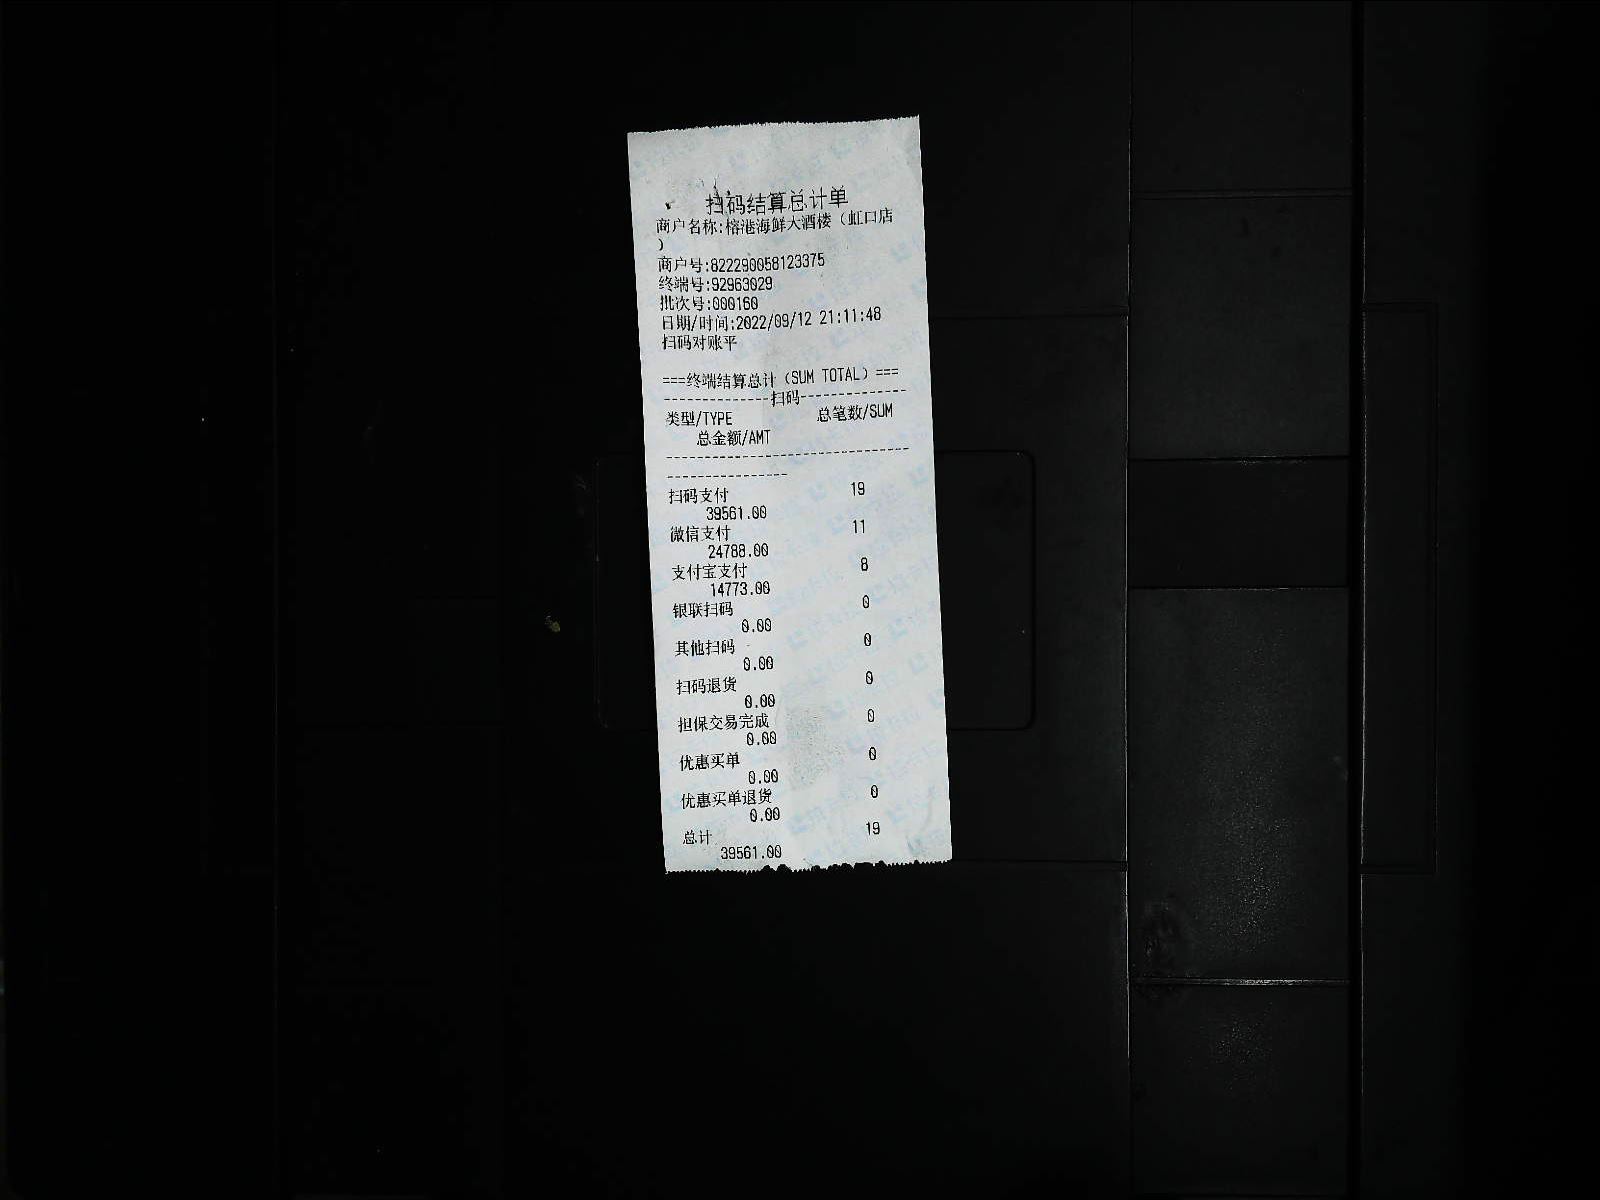 扫码结算总计单
商户名称:榕港海鲜大酒楼（虹口店
）
商户号:822290058123375
终端号:92963029
批次号:000160
日期/时间:2022/09/12 21:11:48
扫码对账平
===终端结算总计（SUM TOTAL）===
--------------扫码--------------
类型/TYPE 总笔数/SUM
总金额/AMT
--------------------------------
----------------
扫码支付 19
39561.00
微信支付 11
24788.00
支付宝支付 8
14773.00
银联扫码 0
0.00
其他扫码 0
0.00
扫码退货 0
0.00
担保交易完成 0
0.00
优惠买单 0
0.00
优惠买单退货 0
0.00
总计 19
39561.00